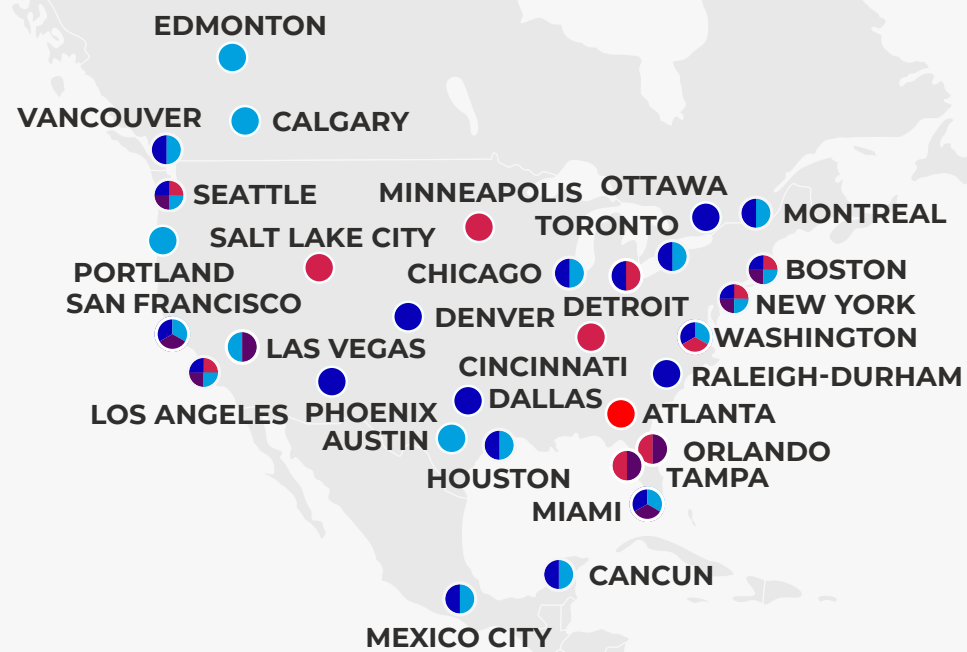 EDMONTON
VANCOUVER
CALGARY
SEATTLE
MINNEAPOLIS
OTTAWA
MONTREAL
TORONTO
SALT LAKE CITY
PORTLAND
CHICAGO
BOSTON
SAN FRANCISCO
DETROIT
NEW YORK
DENVER
WASHINGTON
LAS VEGAS
CINCINNATI
RALEIGH-DURHAM
LOS ANGELES
PHOENIX
DALLAS
ATLANTA
AUSTIN
ORLANDO
HOUSTON
TAMPA
MIAMI
CANCUN
MEXICO CITY